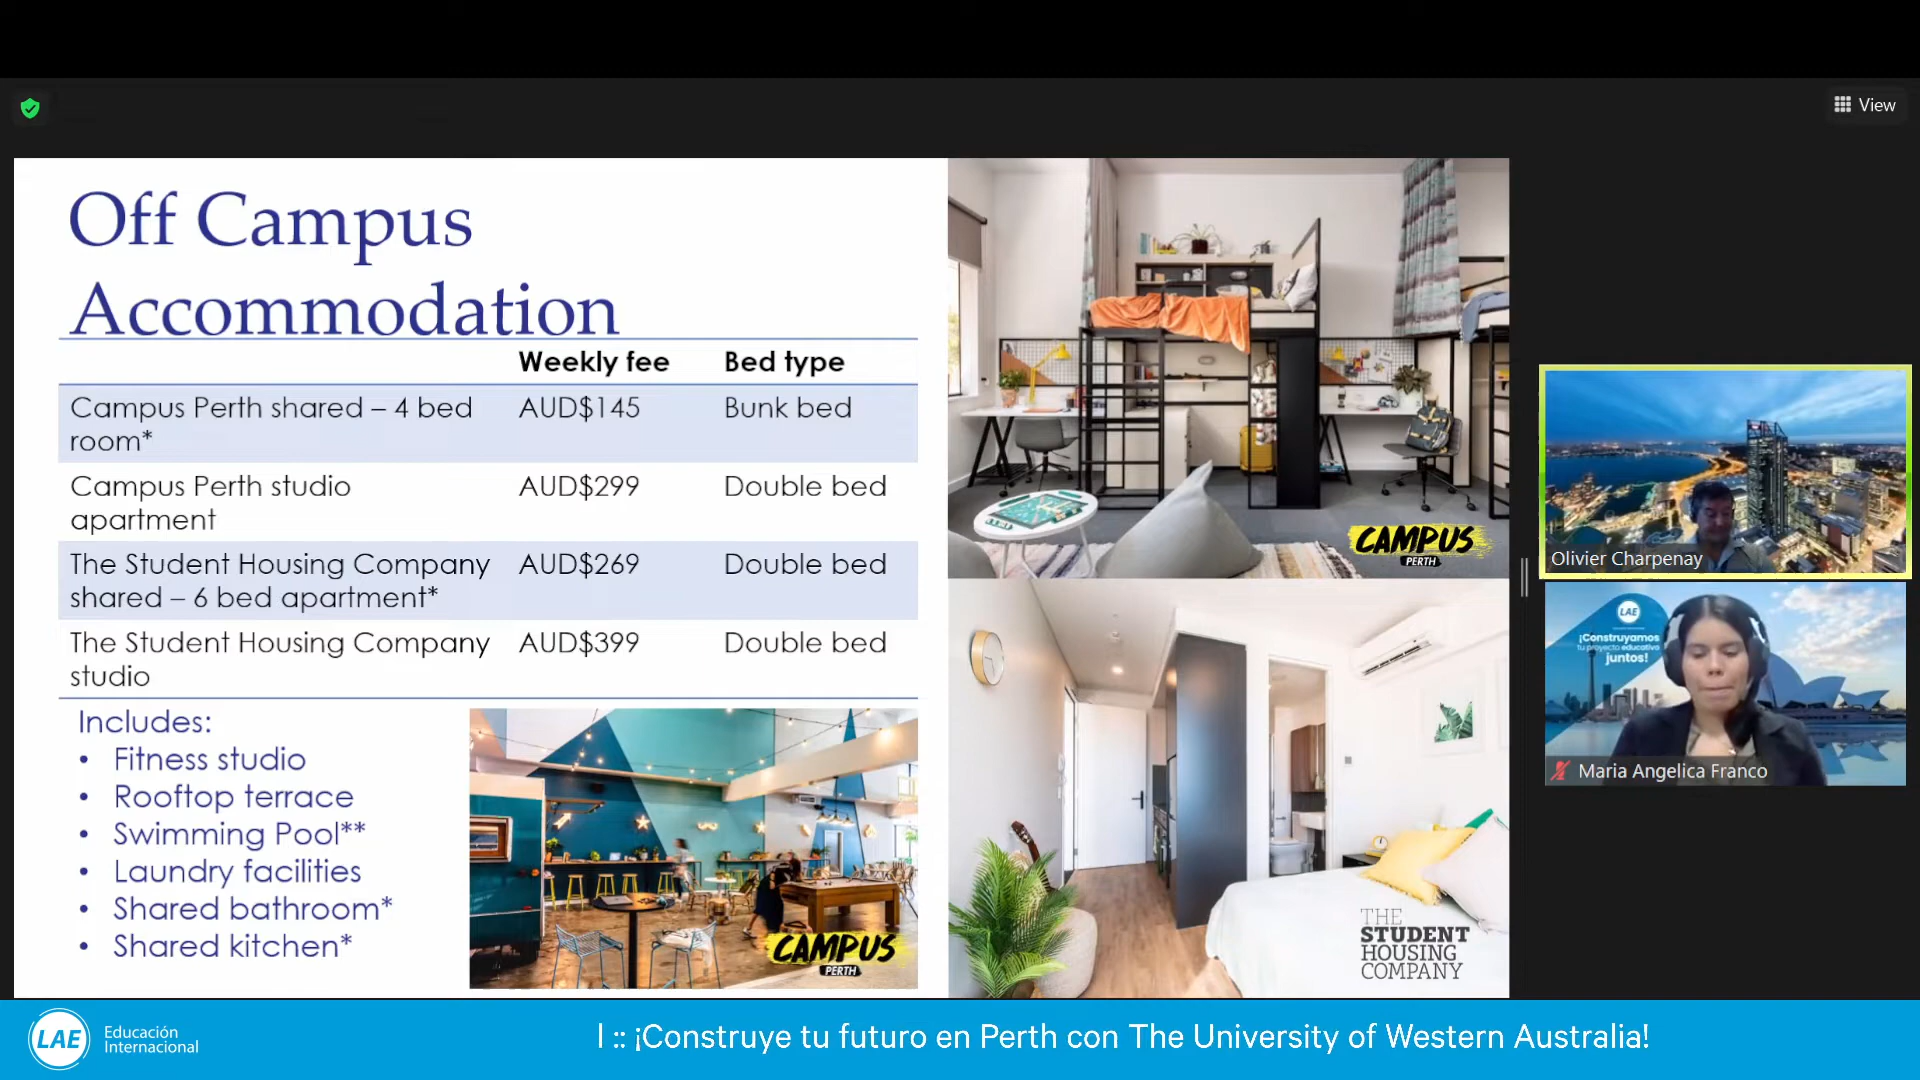 View
Off Campus
Accommodation
Weekly fee Bed type
Campus Perth shared – 4 bed room* AUD$145 Bunk bed
Campus Perth studio apartment AUD$299 Double bed
The Student Housing Company shared – 6 bed apartment* AUD$269 Double bed
The Student Housing Company studio AUD$399 Double bed
Includes:
• Fitness studio
• Rooftop terrace
• Swimming Pool**
• Laundry facilities
• Shared bathroom*
• Shared kitchen*
CAMPUS
PERTH
CAMPUS
PERTH
THE
STUDENT
HOUSING
COMPANY
Olivier Charpenay
LAE
¡Construyamos
tu proyecto educativo
juntos!
Maria Angelica Franco
LAE
Educación
Internacional
l :: ¡Construye tu futuro en Perth con The University of Western Australia!